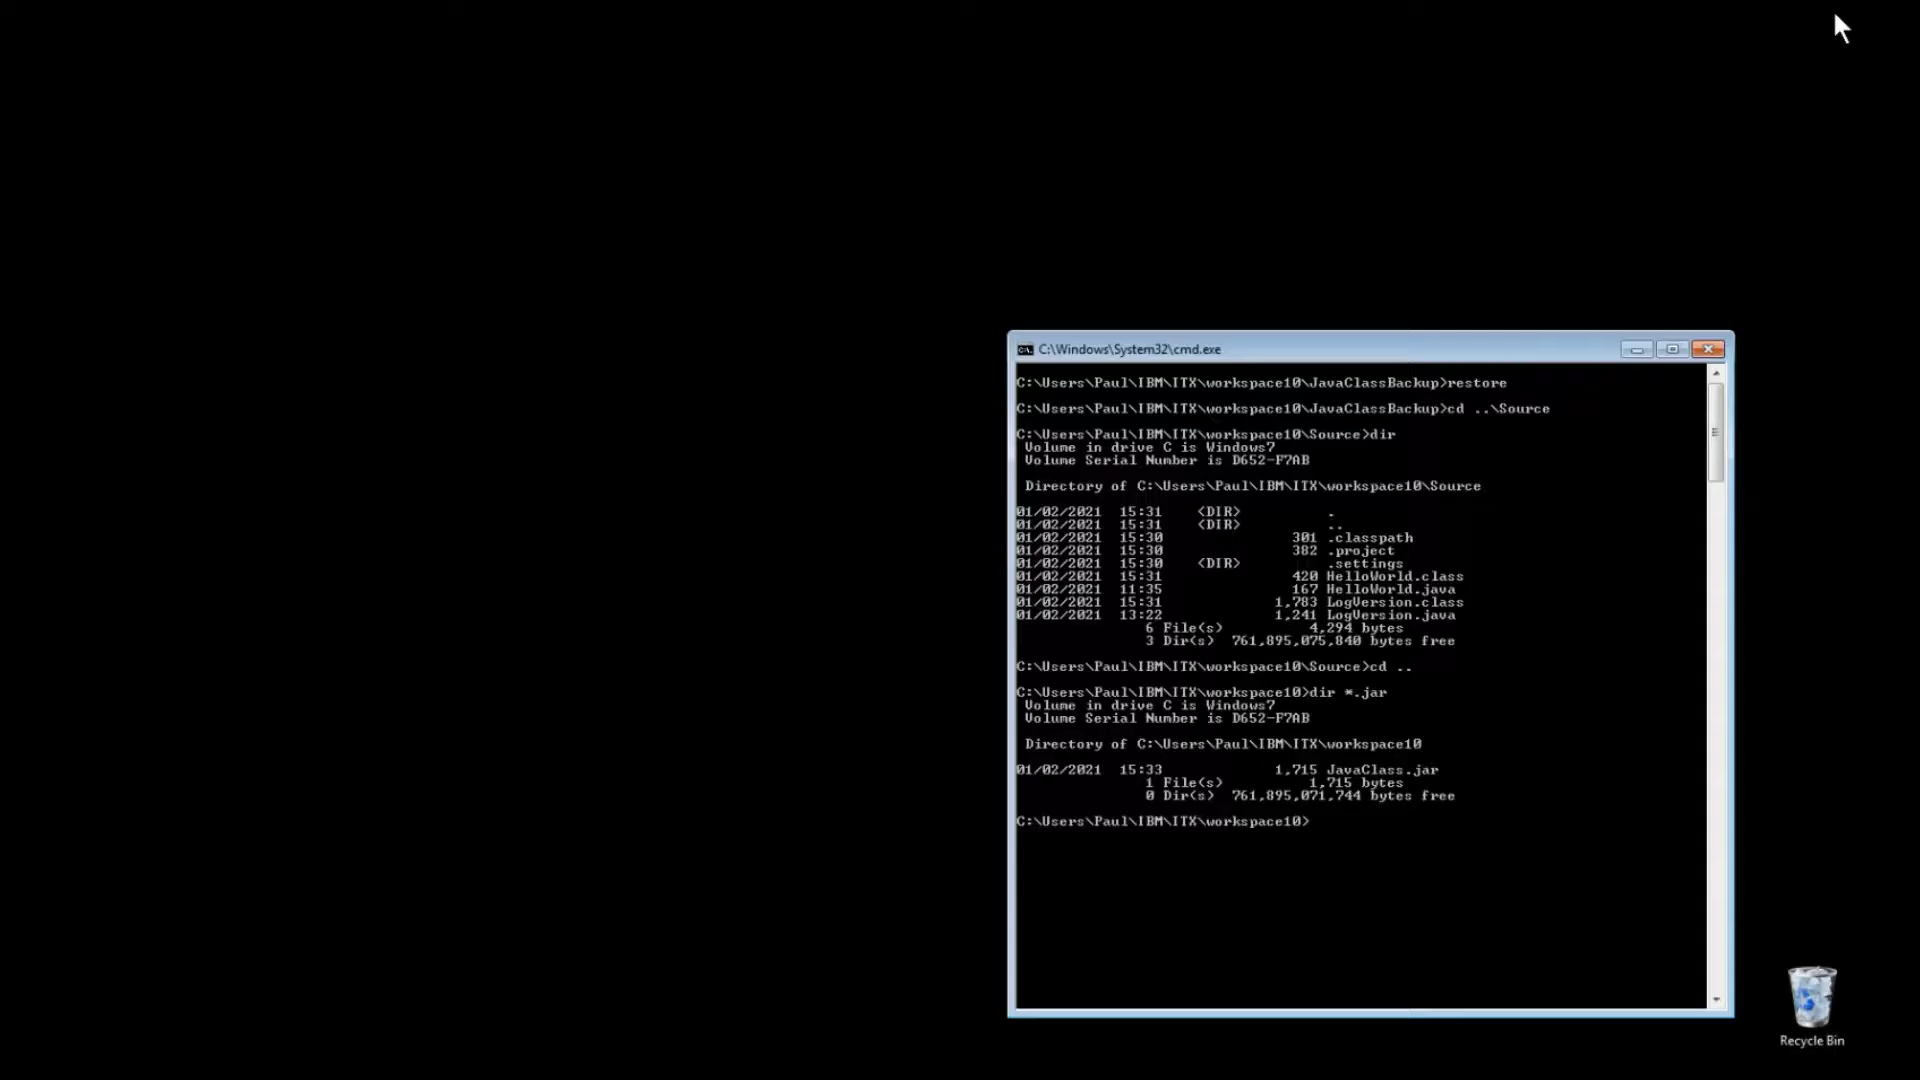 C:\Windows\System32\cmd.exe
C:\Users\Paul\IBM\ITX\workspace10\JavaClassBackup>restore
C:\Users\Paul\IBM\ITX\workspace10\JavaClassBackup>cd ..\Source
C:\Users\Paul\IBM\ITX\workspace10\Source>dir
Volume in drive C is Windows7
Volume Serial Number is D652-F7AB
Directory of C:\Users\Paul\IBM\ITX\workspace10\Source
01/02/2021  15:31    <DIR>          .
01/02/2021  15:31    <DIR>          ..
01/02/2021  15:30               301 .classpath
01/02/2021  15:30               382 .project
01/02/2021  15:30    <DIR>          .settings
01/02/2021  15:31               420 HelloWorld.class
01/02/2021  11:35               167 HelloWorld.java
01/02/2021  15:31             1,783 LogVersion.class
01/02/2021  13:22             1,241 LogVersion.java
6 File(s)          4,294 bytes
3 Dir(s)  761,895,075,840 bytes free
C:\Users\Paul\IBM\ITX\workspace10\Source>cd ..
C:\Users\Paul\IBM\ITX\workspace10>dir *.jar
Volume in drive C is Windows7
Volume Serial Number is D652-F7AB
Directory of C:\Users\Paul\IBM\ITX\workspace10
01/02/2021  15:33             1,715 JavaClass.jar
1 File(s)          1,715 bytes
0 Dir(s)  761,895,071,744 bytes free
C:\Users\Paul\IBM\ITX\workspace10>
Recycle Bin